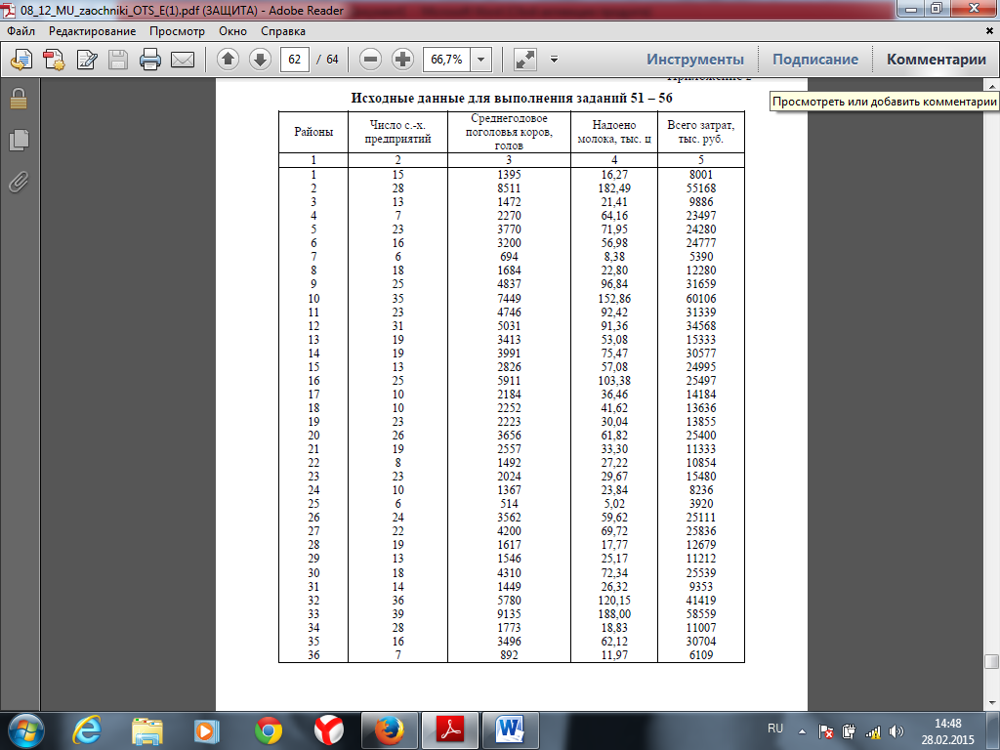 08_12_MU_zaochniki_OTS_E(1).pdf (ЗАЩИТА) - Adobe Reader
Файл Редактирование Просмотр Окно Справка
62 / 64 66,7% Инструменты Подписание Комментарии
Просмотреть или добавить комментарии
Исходные данные для выполнения заданий 51 – 56
Районы Число с.-х. предприятий Среднегодовое поголовья коров, голов Надоено молока, тыс. ц Всего затрат, тыс. руб.
1 2 3 4 5
1 15 1395 16,27 8001
2 28 8511 182,49 55168
3 13 1472 21,41 9886
4 7 2270 64,16 23497
5 23 3770 71,95 24280
6 16 3200 56,98 24777
7 6 694 8,38 5390
8 18 1684 22,80 12280
9 25 4837 96,84 31659
10 35 7449 152,86 60106
11 23 4746 92,42 31339
12 31 5031 91,36 34568
13 19 3413 53,08 15333
14 19 3991 75,47 30577
15 13 2826 57,08 24995
16 25 5911 103,38 25497
17 10 2184 36,46 14184
18 10 2252 41,62 13636
19 23 2223 30,04 13855
20 26 3656 61,82 25400
21 19 2557 33,30 11333
22 8 1492 27,22 10854
23 23 2024 29,67 15480
24 10 1367 23,84 8236
25 6 514 5,02 3920
26 24 3562 59,62 25111
27 22 4200 69,72 25836
28 19 1617 17,77 12679
29 13 1546 25,17 11212
30 18 4310 72,34 25539
31 14 1449 26,32 9353
32 36 5780 120,15 41419
33 39 9135 188,00 58559
34 28 1773 18,83 11007
35 16 3496 62,12 30704
36 7 892 11,97 6109
RU 14:48
28.02.2015